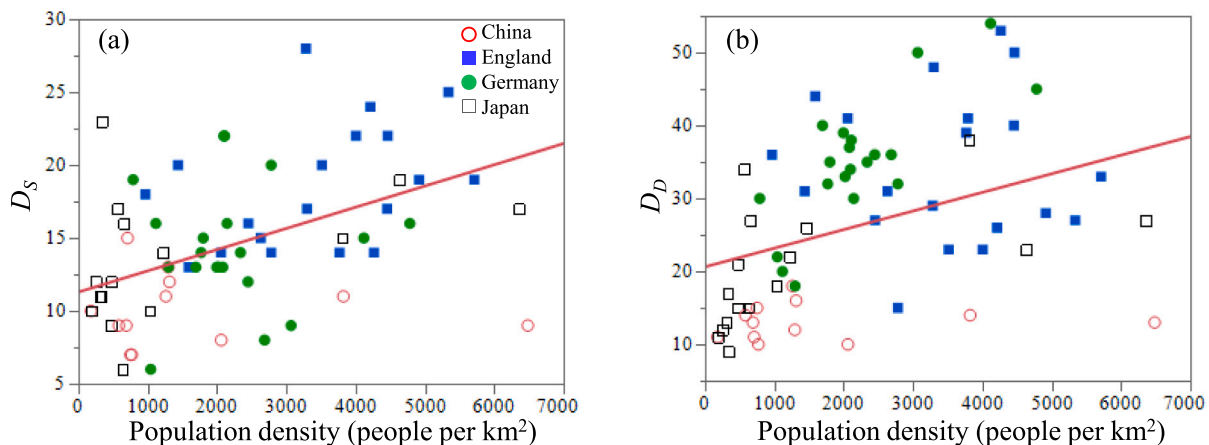 (a)
China
England
Germany
Japan
D_S
30
25
20
15
10
5
0 1000 2000 3000 4000 5000 6000 7000
Population density (people per km²)
(b)
D_D
50
40
30
20
10
0 1000 2000 3000 4000 5000 6000 7000
Population density (people per km²)